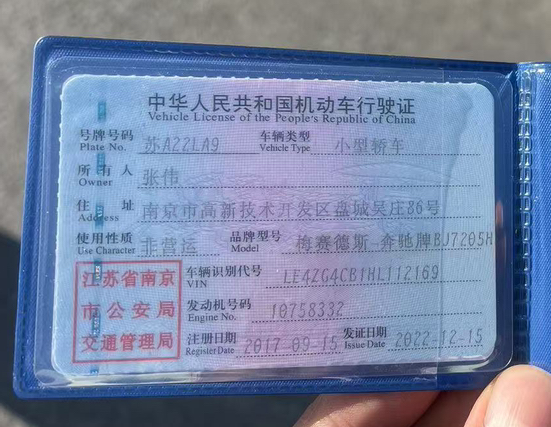 中华人民共和国机动车行驶证
Vehicle License of the People's Republic of China
号牌号码 苏A22LA9 车辆类型 小型轿车
Plate No. Vehicle Type
所有人 张伟
Owner
住址 南京市高新技术开发区盘城吴庄86号
Address
使用性质 非营运 品牌型号 梅赛德斯-奔驰牌BJ7205H
Use Character Model
江苏省南京
市公安局
交通管理局
车辆识别代号 LE4ZG4CB1HL112169
VIN
发动机号码 10758332
Engine No.
注册日期 2017-09-15 发证日期 2022-12-15
Register Date Issue Date